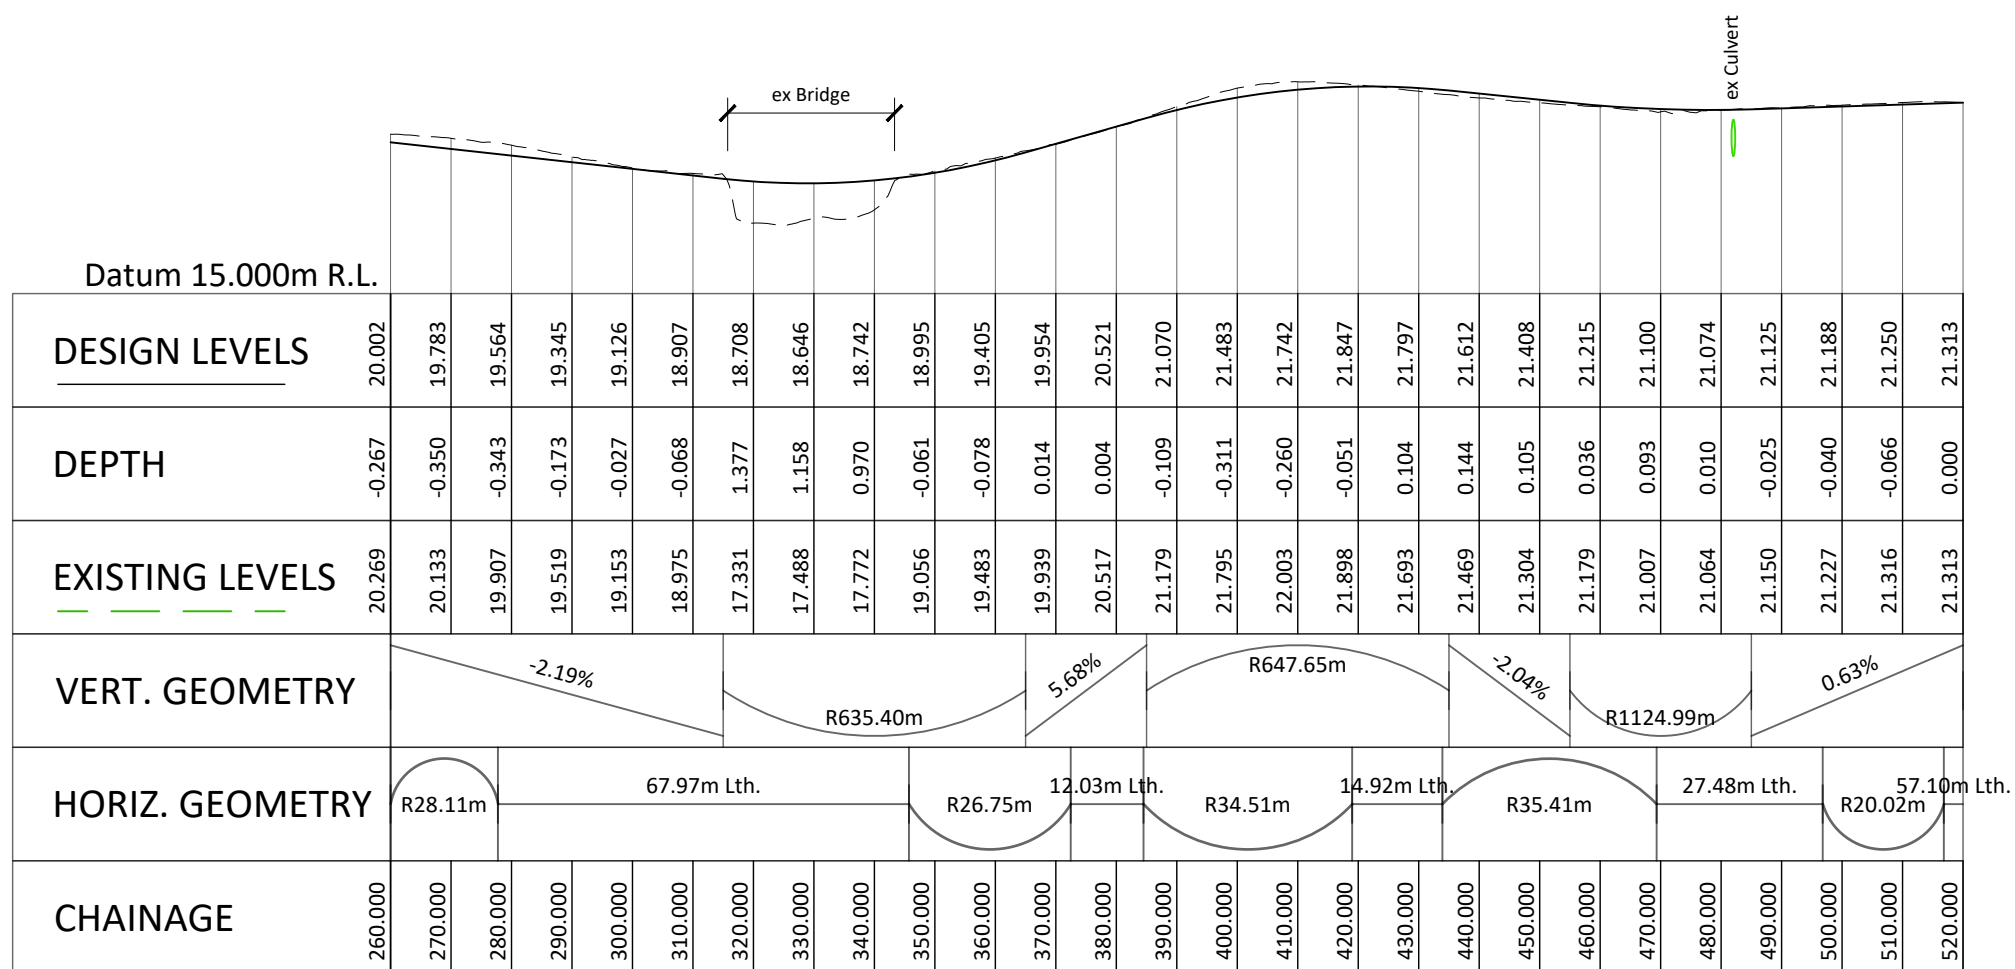 ex Culvert
ex Bridge
Datum 15.000m R.L.
DESIGN LEVELS 20.002 19.783 19.564 19.345 19.126 18.907 18.708 18.646 18.742 18.995 19.405 19.954 20.521 21.070 21.483 21.742 21.847 21.797 21.612 21.408 21.215 21.100 21.074 21.125 21.188 21.250 21.313
DEPTH -0.267 -0.350 -0.343 -0.173 -0.027 -0.068 1.377 1.158 0.970 -0.061 -0.078 0.014 0.004 -0.109 -0.311 -0.260 -0.051 0.104 0.144 0.105 0.036 0.093 0.010 -0.025 -0.040 -0.066 0.000
EXISTING LEVELS 20.269 20.133 19.907 19.519 19.153 18.975 17.331 17.488 17.772 19.056 19.483 19.939 20.517 21.179 21.795 22.003 21.898 21.693 21.469 21.304 21.179 21.007 21.064 21.150 21.227 21.316 21.313
VERT. GEOMETRY -2.19% R635.40m 5.68% R647.65m -2.04% R1124.99m 0.63%
HORIZ. GEOMETRY R28.11m 67.97m Lth. R26.75m 12.03m Lth. R34.51m 14.92m Lth. R35.41m 27.48m Lth. R20.02m 57.10m Lth.
CHAINAGE 260.000 270.000 280.000 290.000 300.000 310.000 320.000 330.000 340.000 350.000 360.000 370.000 380.000 390.000 400.000 410.000 420.000 430.000 440.000 450.000 460.000 470.000 480.000 490.000 500.000 510.000 520.000